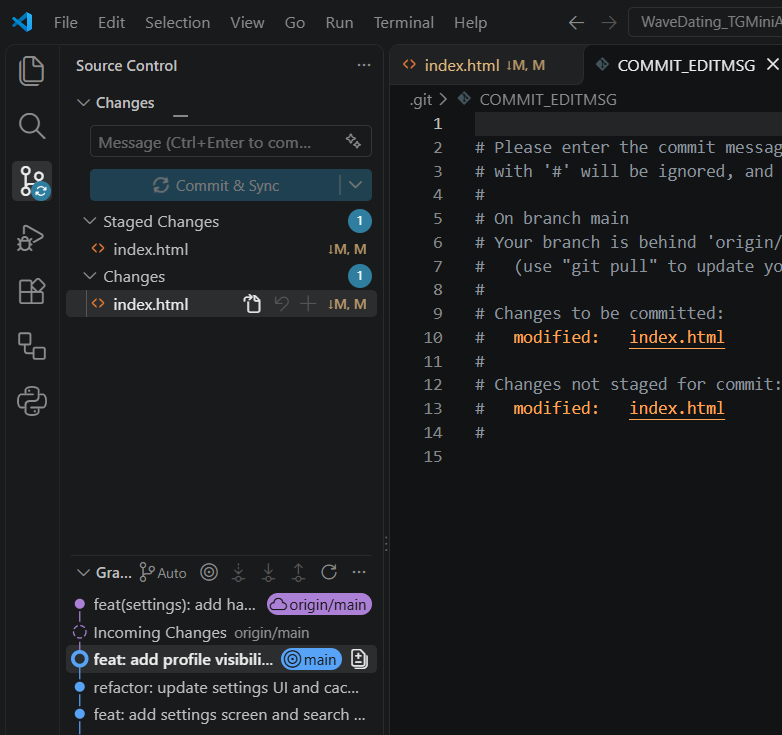 File Edit Selection View Go Run Terminal Help
WaveDating_TGMiniA
Source Control ...
Changes
Message (Ctrl+Enter to com...
Commit & Sync
Staged Changes 1
index.html ↓M, M
Changes 1
index.html ↓M, M
Gra... Auto ...
feat(settings): add ha... origin/main
Incoming Changes origin/main
feat: add profile visibili... main
refactor: update settings UI and cac...
feat: add settings screen and search ...
index.html ↓M, M COMMIT_EDITMSG
.git > COMMIT_EDITMSG
1
2 # Please enter the commit messag
3 # with '#' will be ignored, and
4 #
5 # On branch main
6 # Your branch is behind 'origin/
7 #   (use "git pull" to update yo
8 #
9 # Changes to be committed:
10 #   modified:   index.html
11 #
12 # Changes not staged for commit:
13 #   modified:   index.html
14 #
15